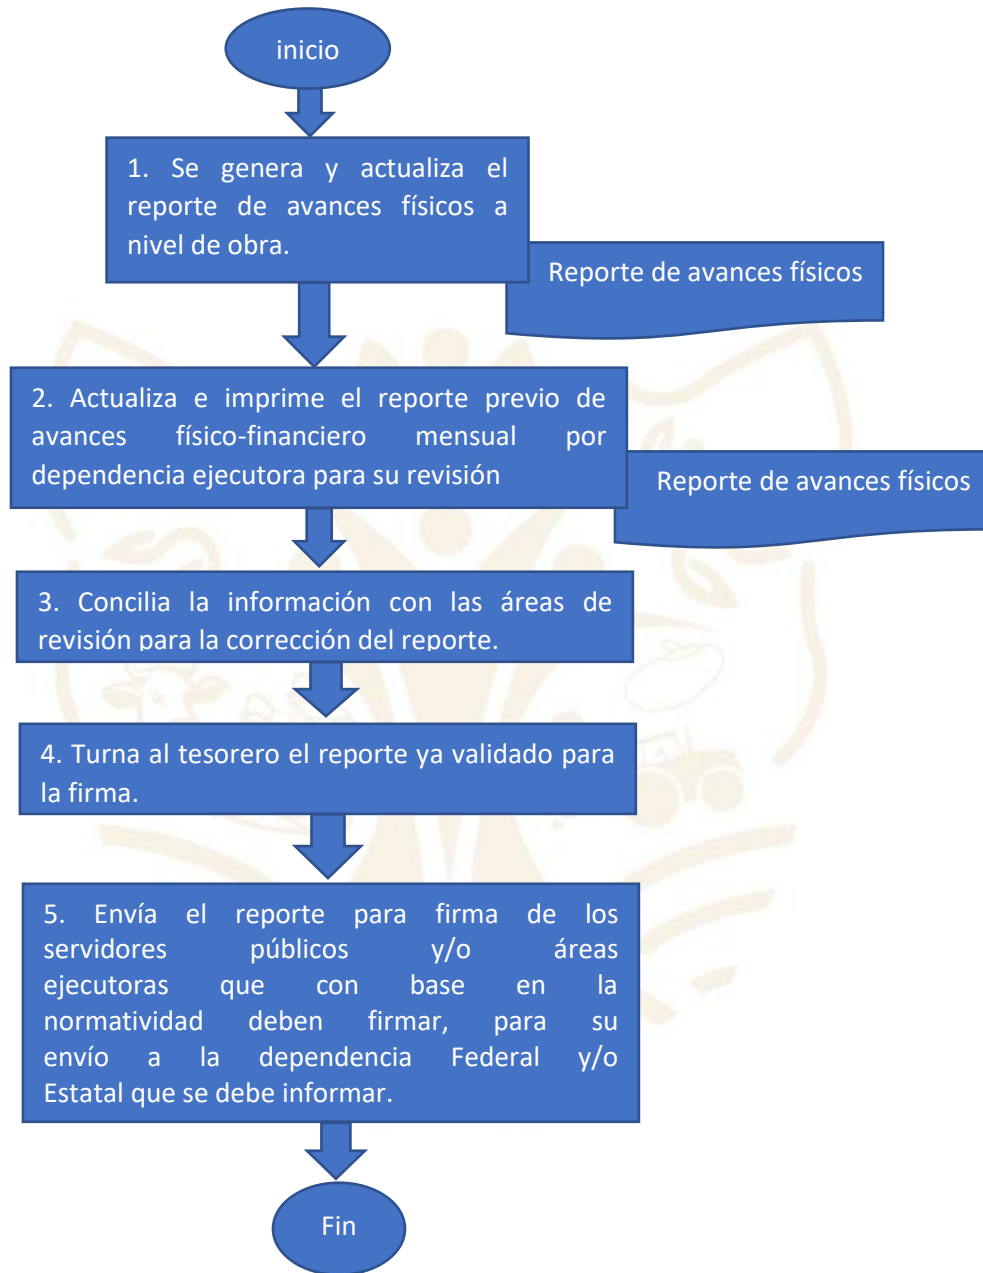 inicio
1. Se genera y actualiza el
reporte de avances físicos a
nivel de obra.
Reporte de avances físicos
2. Actualiza e imprime el reporte previo de
avances físico-financiero mensual por
dependencia ejecutora para su revisión
Reporte de avances físicos
3. Concilia la información con las áreas de
revisión para la corrección del reporte.
4. Turna al tesorero el reporte ya validado para
la firma.
5. Envía el reporte para firma de los
servidores públicos y/o áreas
ejecutoras que con base en la
normatividad deben firmar, para su
envío a la dependencia Federal y/o
Estatal que se debe informar.
Fin